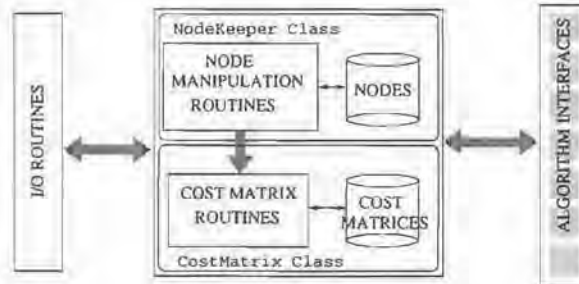 I/O ROUTINES
NodeKeeper Class
NODE
MANIPULATION
ROUTINES
NODES
COST MATRIX
ROUTINES
COST
MATRICES
CostMatrix Class
ALGORITHM INTERFACES